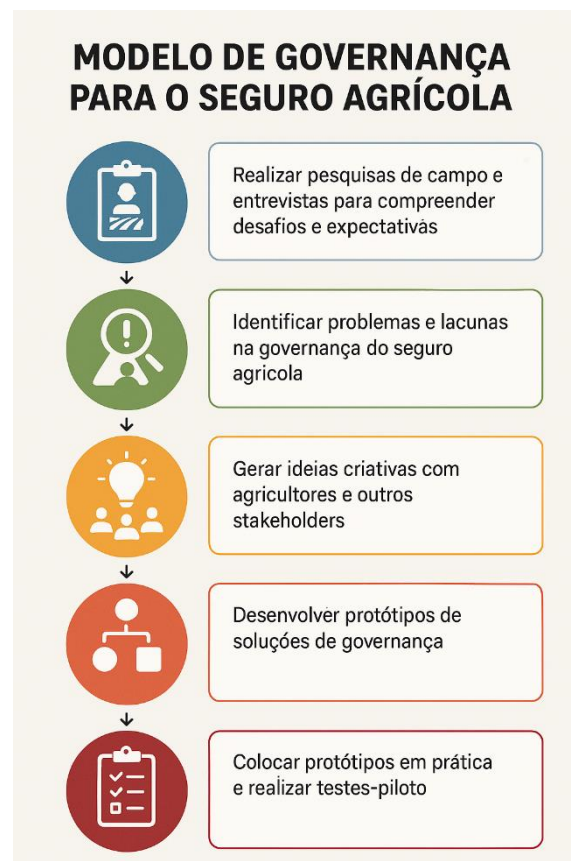 MODELO DE GOVERNANÇA
PARA O SEGURO AGRÍCOLA
Realizar pesquisas de campo e
entrevistas para compreender
desafios e expectativas
Identificar problemas e lacunas
na governança do seguro
agricola
Gerar ideias criativas com
agricultores e outros
stakeholders
Desenvolver protótipos de
soluções de governança
Colocar protótipos em prática
e realizar testes-piloto